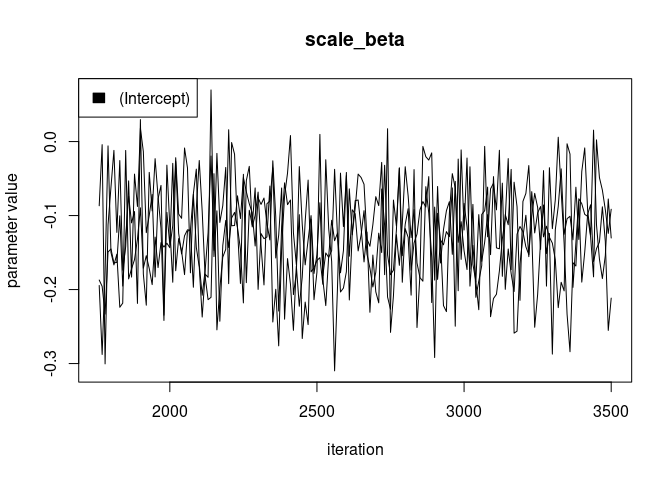 scale_beta
(Intercept)
parameter value
0.0
-0.1
-0.2
-0.3
2000 2500 3000 3500
iteration